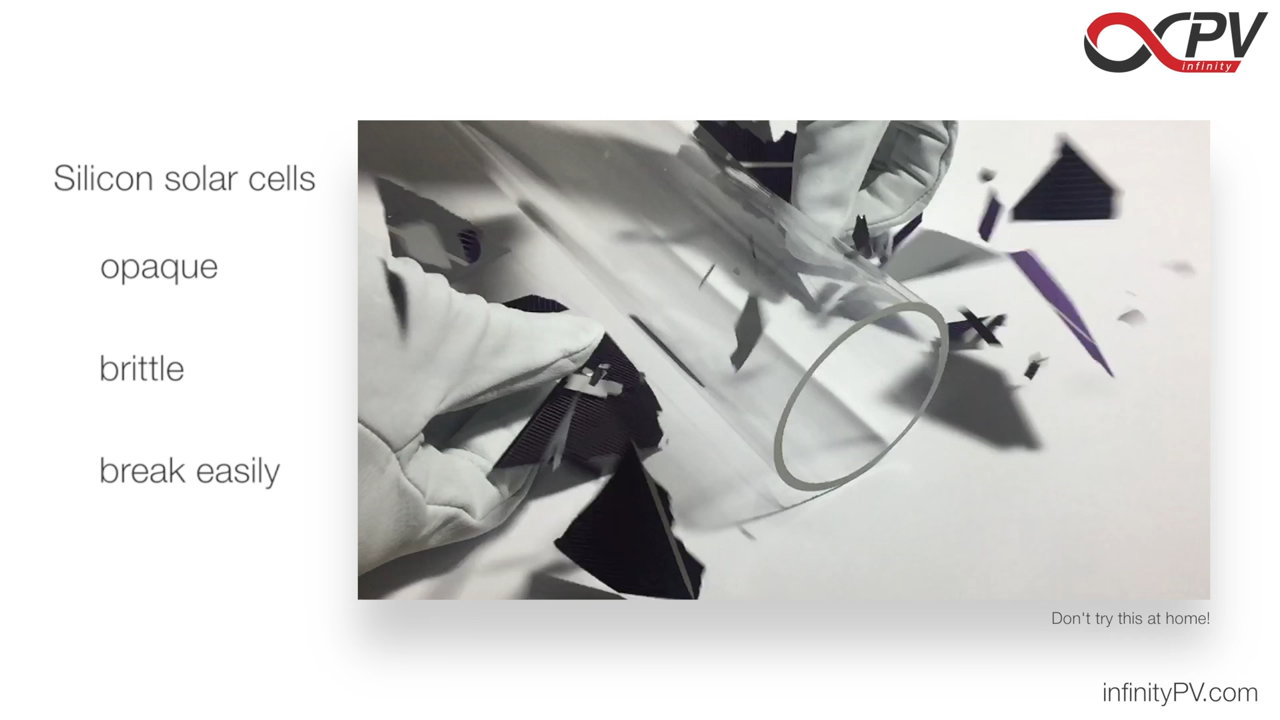 PV
infinity
Silicon solar cells
opaque
brittle
break easily
Don't try this at home!
infinityPV.com